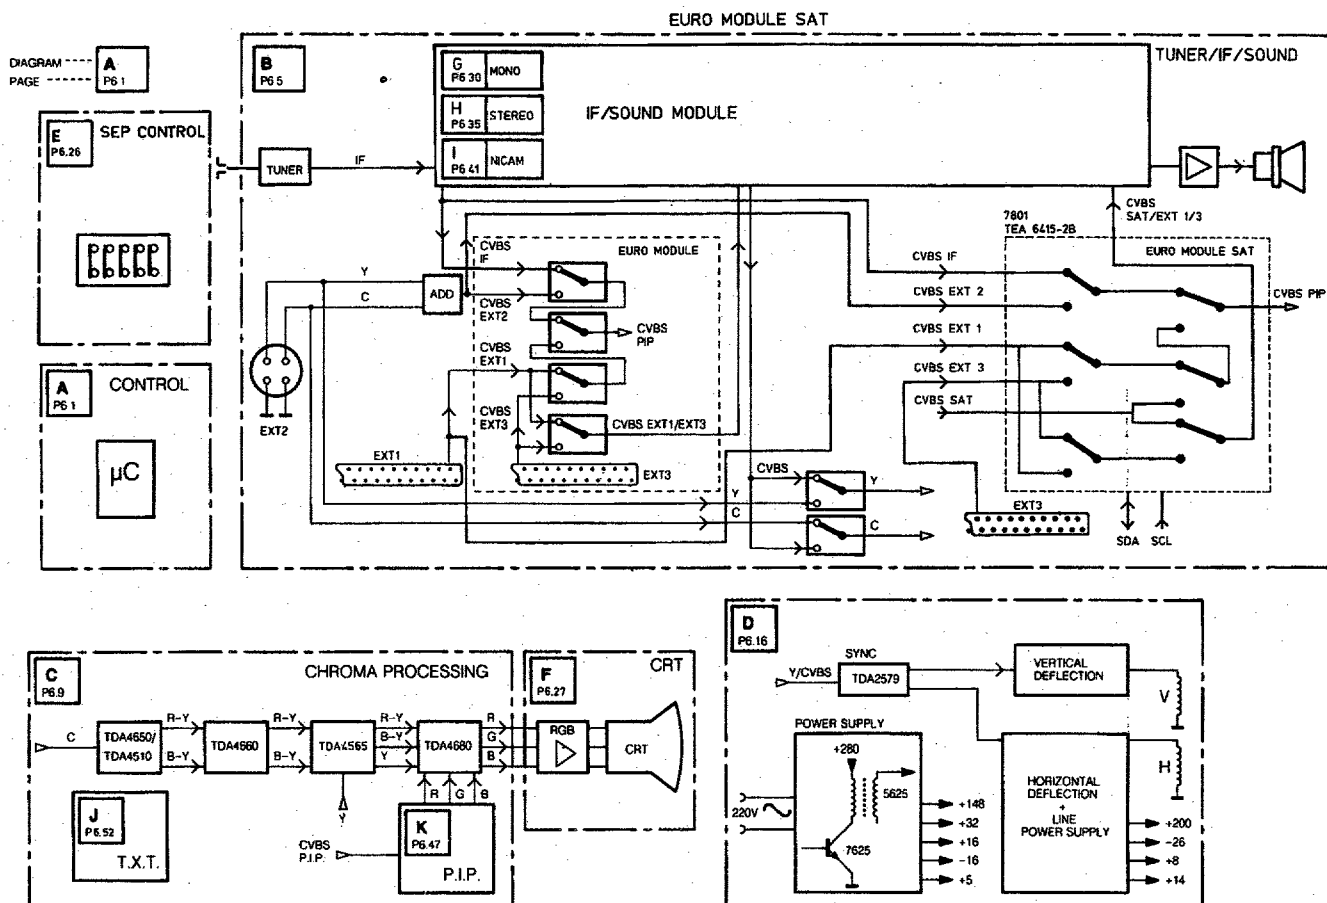 EURO MODULE SAT
DIAGRAM
PAGE
A
P6.1
B
P6.5
TUNER/IF/SOUND
G
P6.30
MONO
H
P6.35
STEREO
I
P6.41
NICAM
IF/SOUND MODULE
E
P6.26
SEP CONTROL
TUNER
IF
CVBS
SAT/EXT 1/3
7801
TEA 6415-2B
EURO MODULE SAT
CVBS
IF
EURO MODULE
Y
C
ADD
CVBS
EXT2
CVBS
PIP
CVBS
EXT1
CVBS
EXT3
CVBS EXT1/EXT3
CVBS IF
CVBS EXT 2
CVBS EXT 1
CVBS EXT 3
CVBS SAT
CVBS PIP
A
P6.1
CONTROL
µC
EXT2
EXT1
EXT3
CVBS
Y
Y
C
C
EXT3
SDA
SCL
C
P6.9
CHROMA PROCESSING
F
P6.27
CRT
C
TDA4650/
TDA4510
R-Y
B-Y
TDA4660
R-Y
B-Y
TDA4565
R-Y
B-Y
Y
TDA4680
R
G
B
RGB
CRT
Y
R
G
B
J
P6.52
T.X.T.
CVBS
P.I.P.
K
P6.47
P.I.P.
D
P6.16
SYNC
Y/CVBS
TDA2579
VERTICAL
DEFLECTION
V
POWER SUPPLY
+280
5625
7625
220V
+148
+32
+16
-16
+5
HORIZONTAL
DEFLECTION
+
LINE
POWER SUPPLY
H
+200
-26
+8
+14